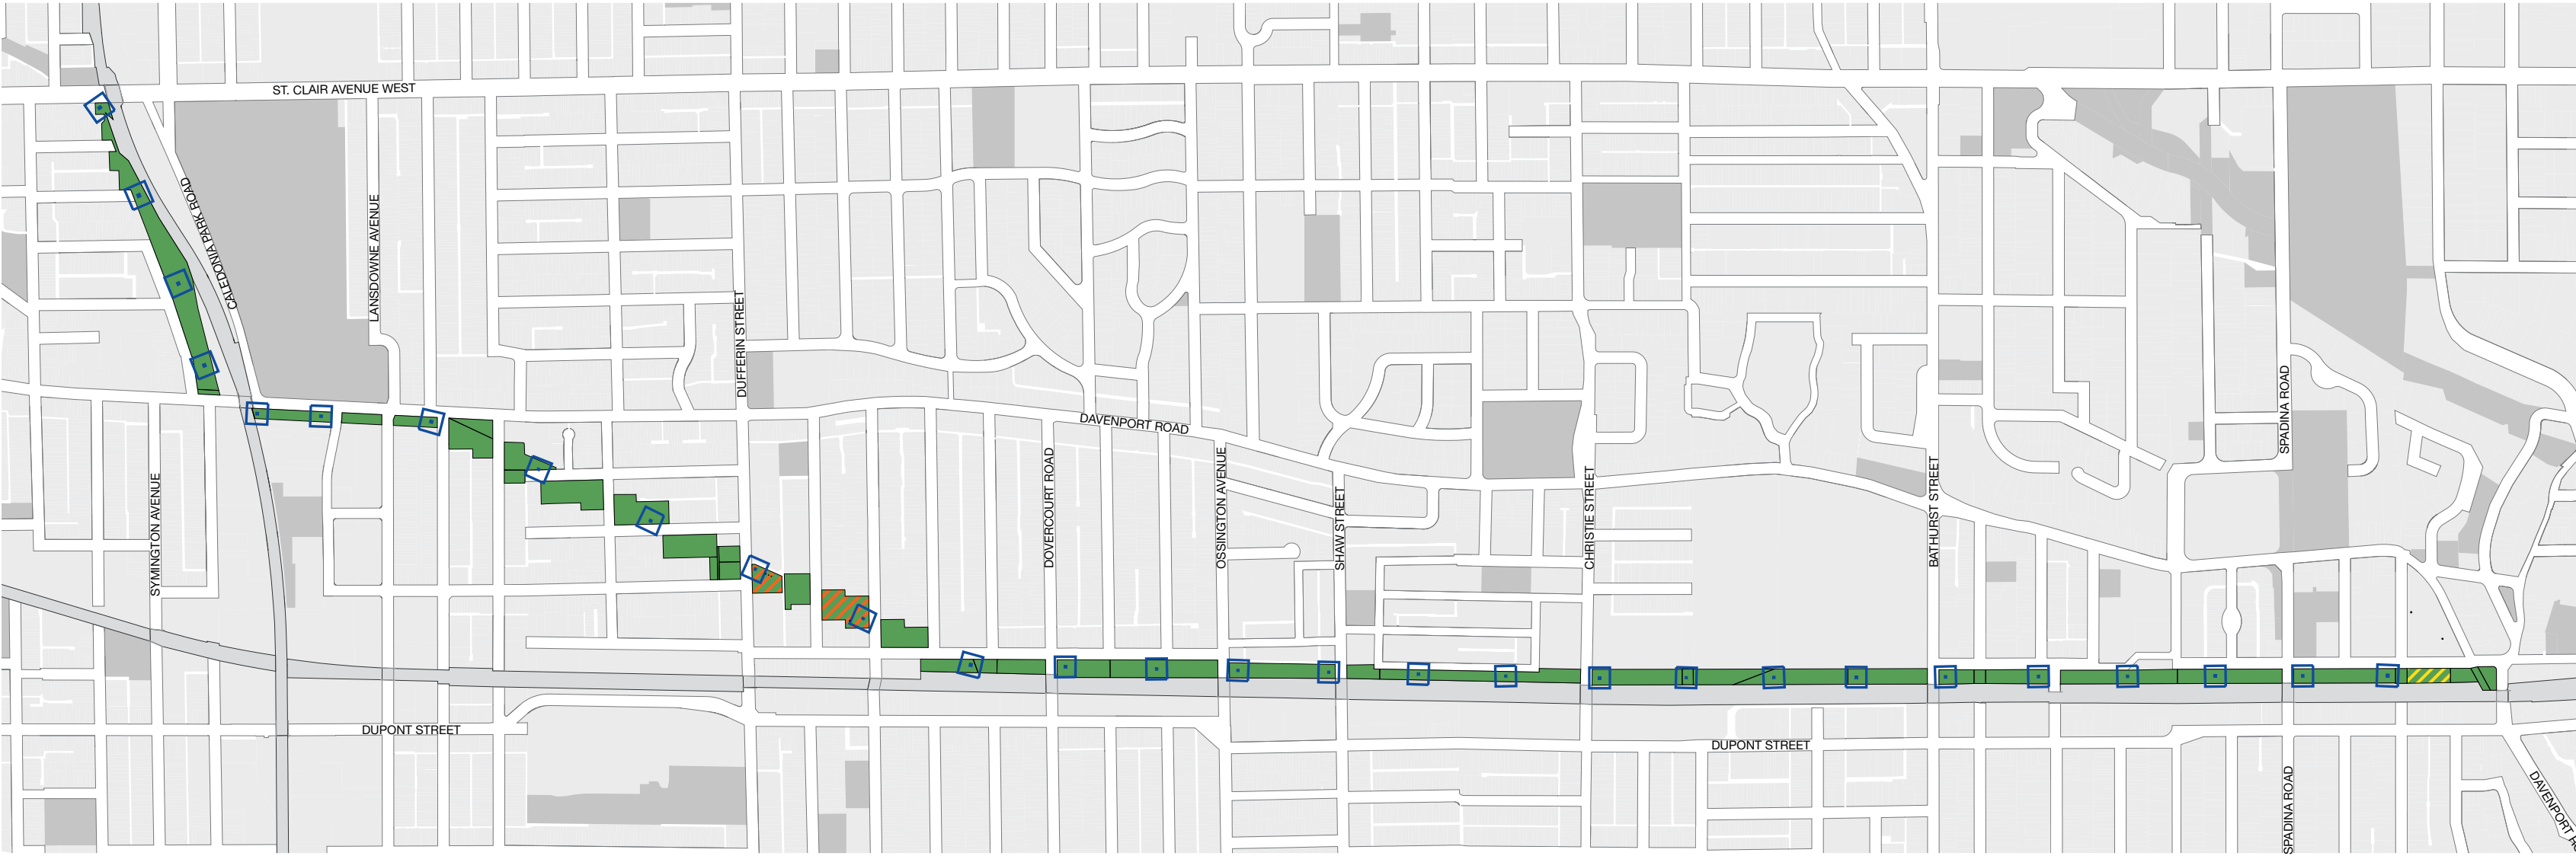 ST. CLAIR AVENUE WEST
CALEDONIA PARK ROAD
LANSDOWNE AVENUE
DUFFERIN STREET
SPADINA ROAD
DAVENPORT ROAD
SYMINGTON AVENUE
DOVERCOURT ROAD
OSSINGTON AVENUE
SHAW STREET
CHRISTIE STREET
BATHURST STREET
DUPONT STREET
DUPONT STREET
SPADINA ROAD
DAVENPORT R